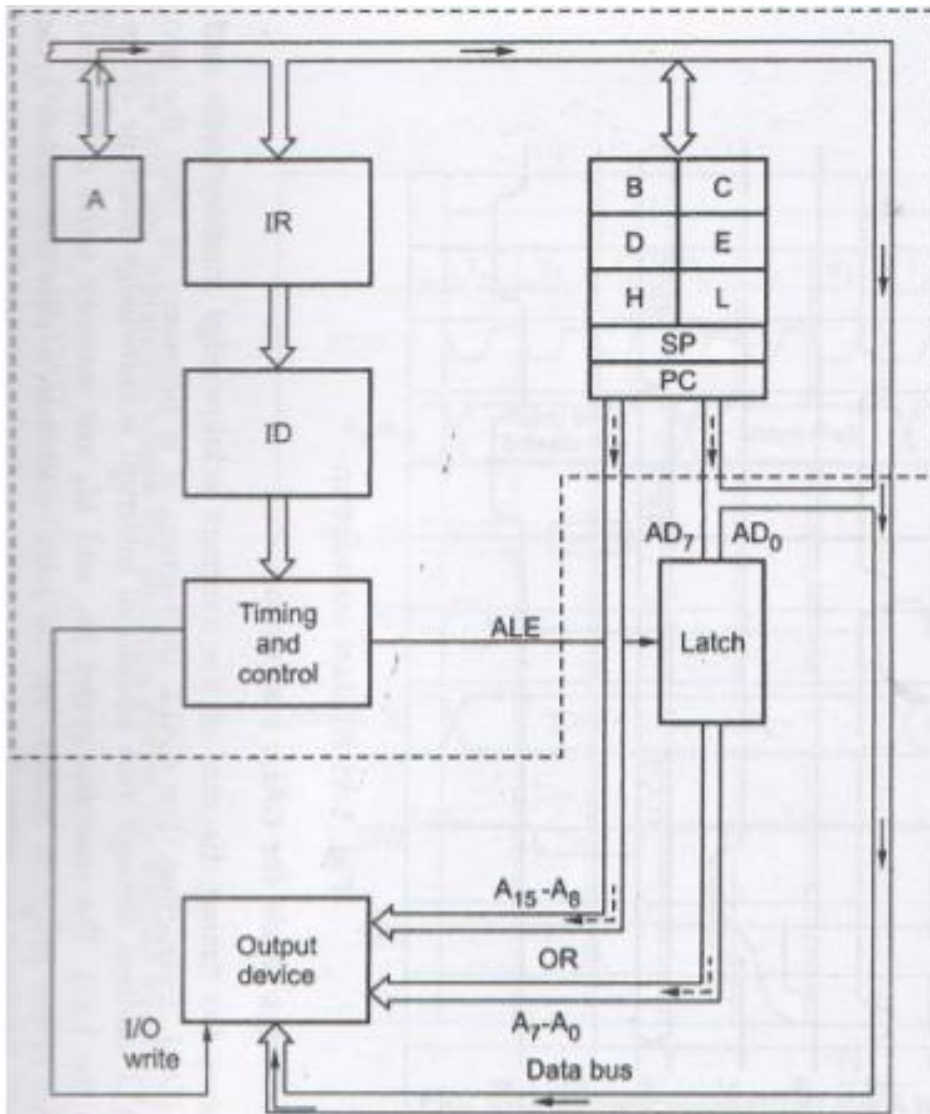 A
IR
B C
D E
H L
SP
PC
ID
AD7 AD0
Timing
and
control
ALE
Latch
A15-A8
Output
device
OR
A7-A0
I/O
write
Data bus